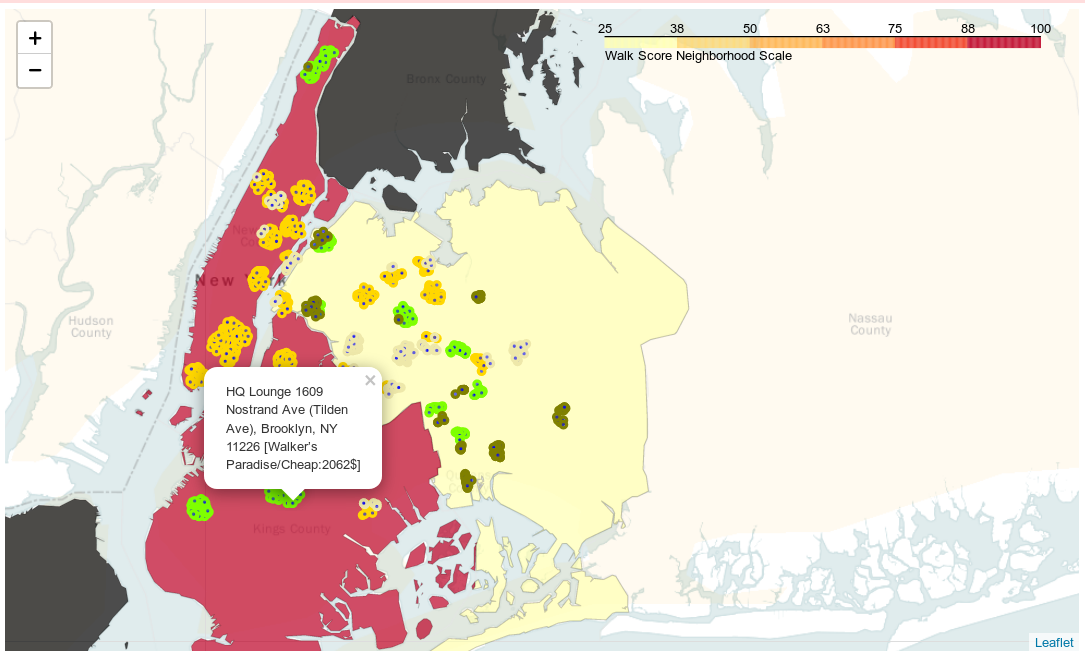 +
−
25 38 50 63 75 88 100
Walk Score Neighborhood Scale
Bronx County
New York
Hudson
County
Nassau
County
×
HQ Lounge 1609
Nostrand Ave (Tilden
Ave), Brooklyn, NY
11226 [Walker's
Paradise/Cheap:2062$]
Kings County
Leaflet